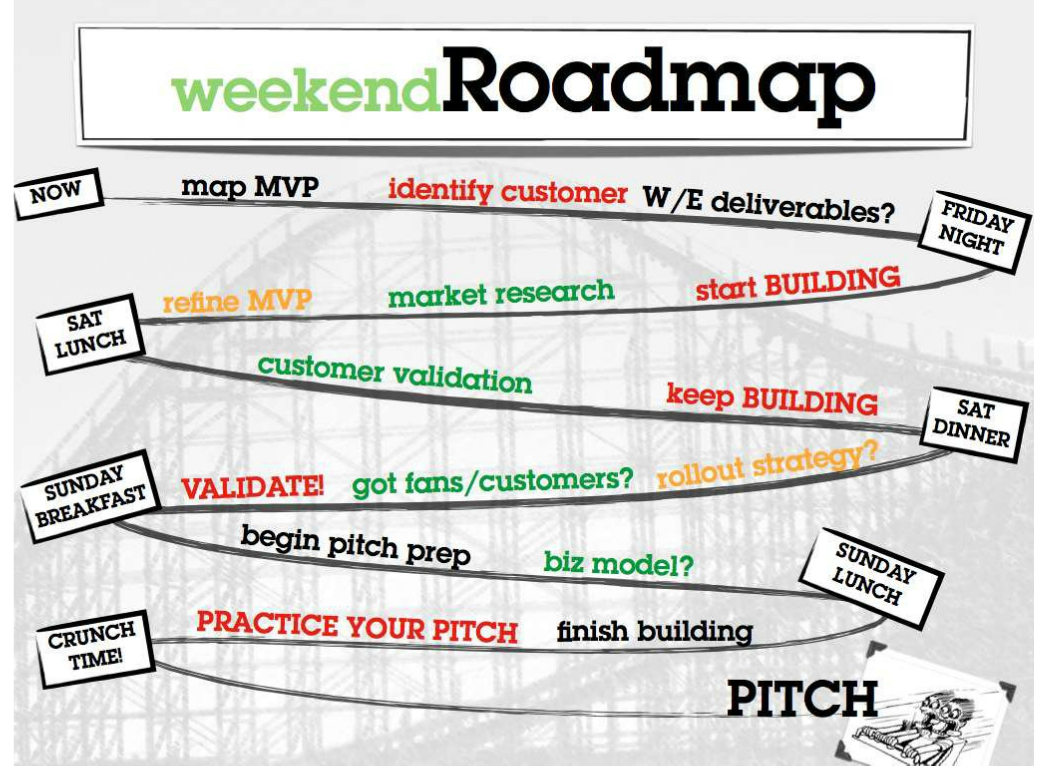 weekendRoadmap
NOW
map MVP
identify customer
W/E deliverables?
FRIDAY
NIGHT
start BUILDING
market research
refine MVP
SAT
LUNCH
customer validation
keep BUILDING
SAT
DINNER
rollout strategy?
got fans/customers?
VALIDATE!
SUNDAY
BREAKFAST
begin pitch prep
biz model?
SUNDAY
LUNCH
finish building
PRACTICE YOUR PITCH
CRUNCH
TIME!
PITCH